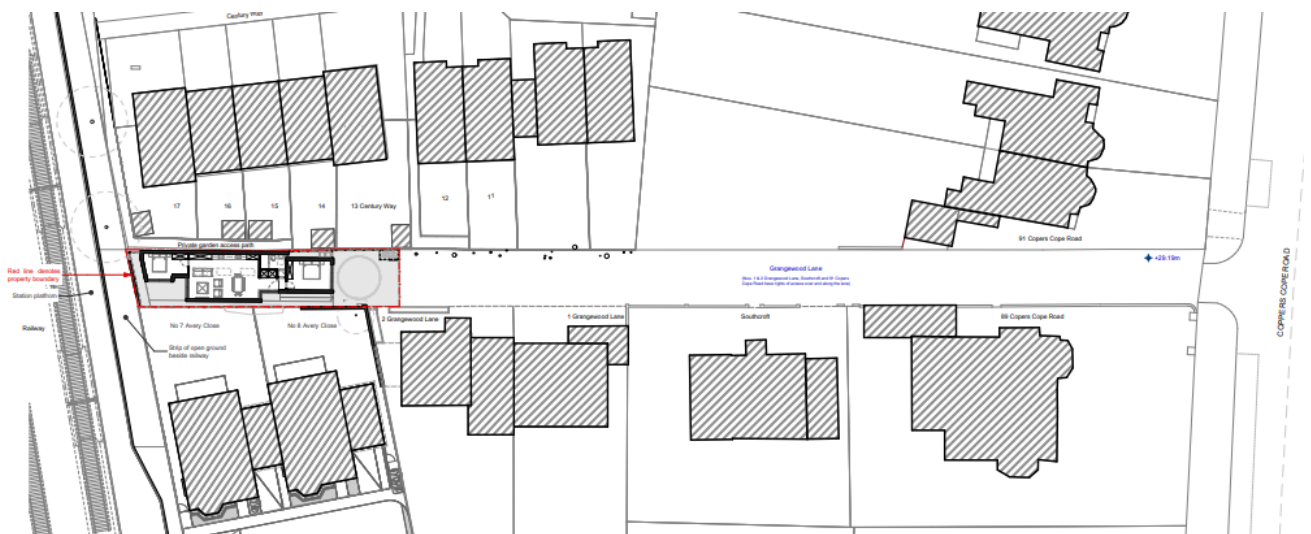 Century Way
17
16
15
14
13 Century Way
12
11
Private garden access path
91 Copers Cope Road
Red line denotes
property boundary
Station platfrom
Railway
Grangewood Lane
(Nos. 1 & 2 Grangewood Lane, Southcroft and 91 Copers
Cope Road have rights of access over and along the lane)
+29.19m
COPPERS COPE ROAD
No 7 Avery Close
No 6 Avery Close
2 Grangewood Lane
1 Grangewood Lane
Southcroft
89 Copers Cope Road
Strip of open ground
beside railway